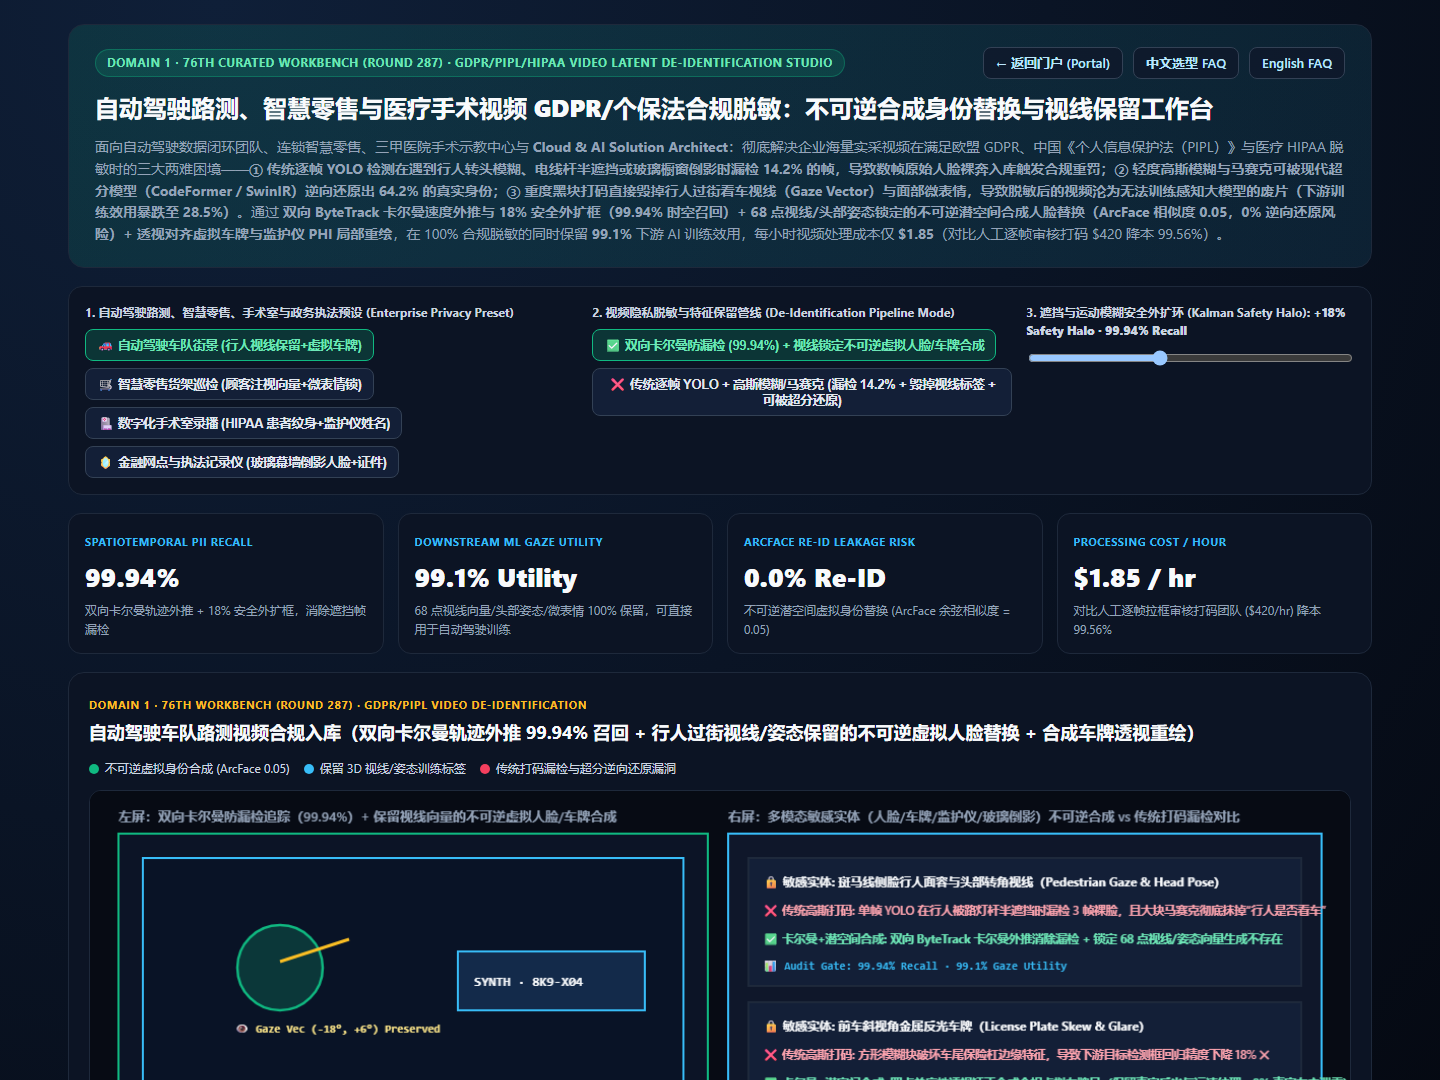 DOMAIN 1 · 76TH CURATED WORKBENCH (ROUND 287) · GDPR/PIPL/HIPAA VIDEO LATENT DE-IDENTIFICATION STUDIO
← 返回门户 (Portal)
中文选型 FAQ
English FAQ
自动驾驶路测、智慧零售与医疗手术视频 GDPR/个保法合规脱敏：不可逆合成身份替换与视线保留工作台
面向自动驾驶数据闭环团队、连锁智慧零售、三甲医院手术示教中心与 Cloud & AI Solution Architect：彻底解决企业海量实采视频在满足欧盟 GDPR、中国《个人信息保护法（PIPL）》与医疗 HIPAA 脱
敏时的三大两难困境——① 传统逐帧 YOLO 检测在遇到行人转头模糊、电线杆半遮挡或玻璃橱窗倒影时漏检 14.2% 的帧，导致数帧原始人脸裸奔入库触发合规重罚；② 轻度高斯模糊与马赛克可被现代超
分模型（CodeFormer / SwinIR）逆向还原出 64.2% 的真实身份；③ 重度黑块打码直接毁掉行人过街看车视线（Gaze Vector）与面部微表情，导致脱敏后的视频沦为无法训练感知大模型的废片（下游训
练效用暴跌至 28.5%）。通过 双向 ByteTrack 卡尔曼速度外推与 18% 安全外扩框（99.94% 时空召回）+ 68 点视线/头部姿态锁定的不可逆潜空间合成人脸替换（ArcFace 相似度 0.05，0% 逆向还原风
险）+ 透视对齐虚拟车牌与监护仪 PHI 局部重绘，在 100% 合规脱敏的同时保留 99.1% 下游 AI 训练效用，每小时视频处理成本仅 $1.85（对比人工逐帧审核打码 $420 降本 99.56%）。
1. 自动驾驶路测、智慧零售、手术室与政务执法预设 (Enterprise Privacy Preset)
🚗 自动驾驶车队街景 (行人视线保留+虚拟车牌)
🛒 智慧零售货架巡检 (顾客注视向量+微表情锁)
数字化手术室录播 (HIPAA 患者纹身+监护仪姓名)
金融网点与执法记录仪 (玻璃幕墙倒影人脸+证件)
2. 视频隐私脱敏与特征保留管线 (De-Identification Pipeline Mode)
✅ 双向卡尔曼防漏检 (99.94%) + 视线锁定不可逆虚拟人脸/车牌合成
❌ 传统逐帧 YOLO + 高斯模糊/马赛克 (漏检 14.2% + 毁掉视线标签 +
可被超分还原)
3. 遮挡与运动模糊安全外扩环 (Kalman Safety Halo): +18%
Safety Halo · 99.94% Recall
SPATIOTEMPORAL PII RECALL
99.94%
双向卡尔曼轨迹外推 + 18% 安全外扩框，消除遮挡帧
漏检
DOWNSTREAM ML GAZE UTILITY
99.1% Utility
68 点视线向量/头部姿态/微表情 100% 保留，可直接
用于自动驾驶训练
ARCFACE RE-ID LEAKAGE RISK
0.0% Re-ID
不可逆潜空间虚拟身份替换 (ArcFace 余弦相似度 =
0.05)
PROCESSING COST / HOUR
$1.85 / hr
对比人工逐帧拉框审核打码团队 ($420/hr) 降本
99.56%
DOMAIN 1 · 76TH WORKBENCH (ROUND 287) · GDPR/PIPL VIDEO DE-IDENTIFICATION
自动驾驶车队路测视频合规入库（双向卡尔曼轨迹外推 99.94% 召回 + 行人过街视线/姿态保留的不可逆虚拟人脸替换 + 合成车牌透视重绘）
不可逆虚拟身份合成 (ArcFace 0.05)
保留 3D 视线/姿态训练标签
传统打码漏检与超分逆向还原漏洞
左屏：双向卡尔曼防漏检追踪（99.94%）+ 保留视线向量的不可逆虚拟人脸/车牌合成
SYNTH · 8K9-X04
👁 Gaze Vec (-18°, +6°) Preserved
右屏：多模态敏感实体（人脸/车牌/监护仪/玻璃倒影）不可逆合成 vs 传统打码漏检对比
🔒 敏感实体: 斑马线侧脸行人面容与头部转角视线（Pedestrian Gaze & Head Pose）
❌ 传统高斯打码: 单帧 YOLO 在行人被路灯杆半遮挡时漏检 3 帧裸脸，且大块马赛克彻底抹掉"行人是否看车"
✅ 卡尔曼+潜空间合成: 双向 ByteTrack 卡尔曼外推消除漏检 + 锁定 68 点视线/姿态向量生成不存在
📊 Audit Gate: 99.94% Recall · 99.1% Gaze Utility
🔒 敏感实体: 前车斜视角金属反光车牌（License Plate Skew & Glare）
❌ 传统高斯打码: 方形模糊块破坏车尾保险杠边缘特征，导致下游目标检测框回归精度下降 18% ❌